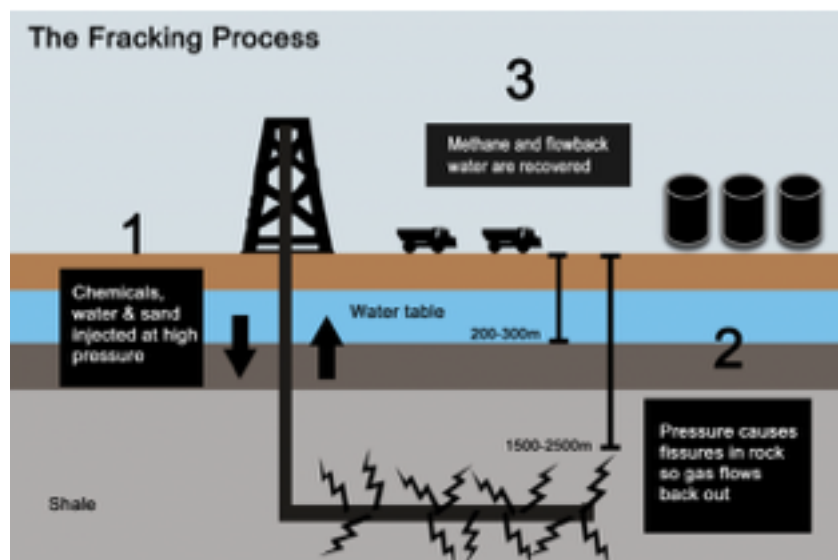 The Fracking Process
3
Methane and flowback
water are recovered
1
Chemicals,
water & sand
injected at high
pressure
Water table
200-300m
2
1500-2500m
Pressure causes
fissures in rock
so gas flows
back out
Shale